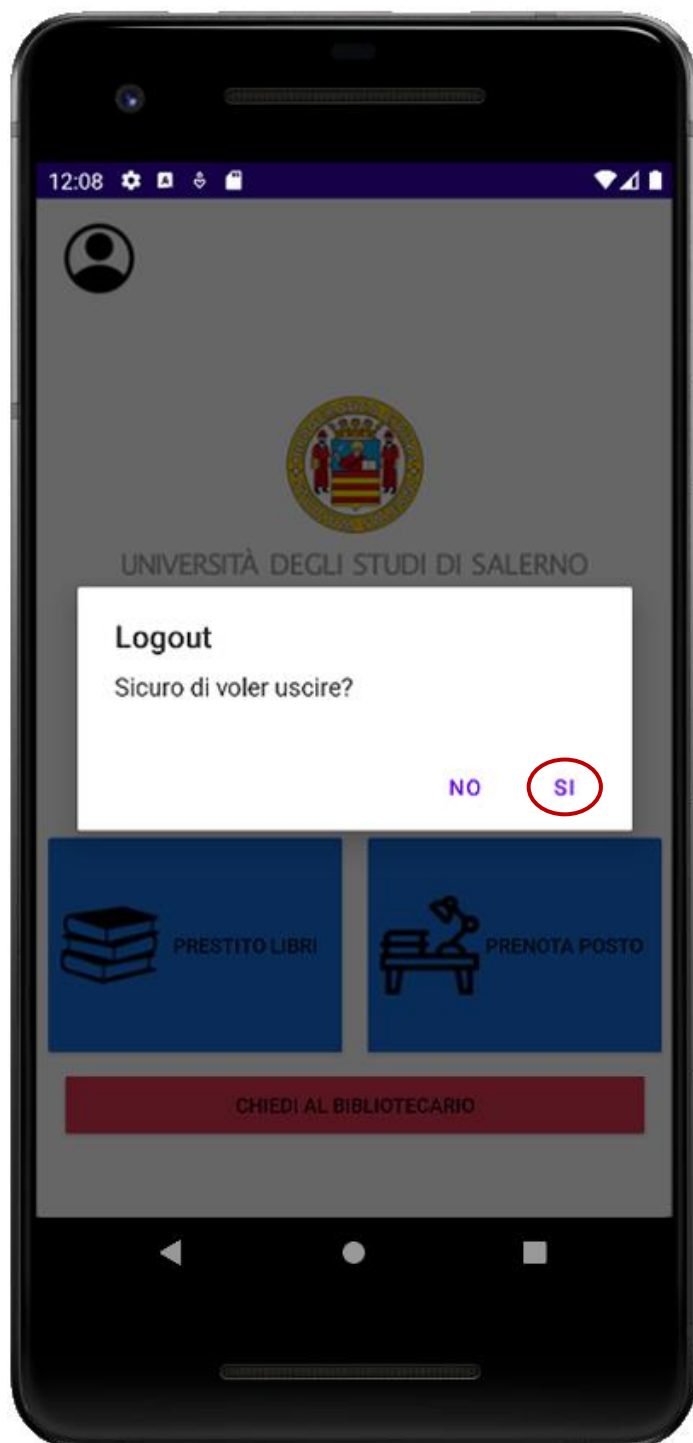 12:08
UNIVERSITÀ DEGLI STUDI DI SALERNO
Logout
Sicuro di voler uscire?
NO SI
PRESTITO LIBRI PRENOTA POSTO
CHIEDI AL BIBLIOTECARIO